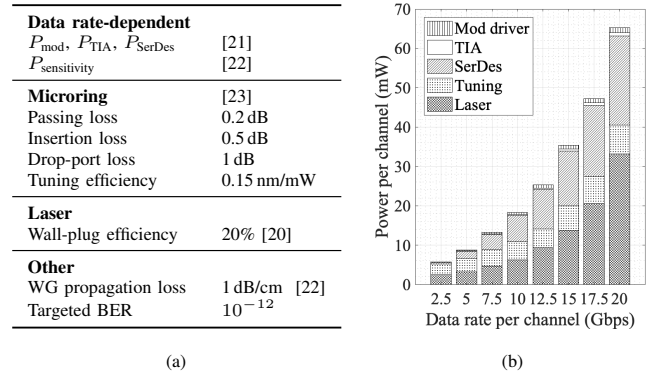 Data rate-dependent
P_mod, P_TIA, P_SerDes [21]
P_sensitivity [22]
Microring [23]
Passing loss 0.2 dB
Insertion loss 0.5 dB
Drop-port loss 1 dB
Tuning efficiency 0.15 nm/mW
Laser
Wall-plug efficiency 20% [20]
Other
WG propagation loss 1 dB/cm [22]
Targeted BER 10^−12
(a)
Power per channel (mW)
70
60
50
40
30
20
10
0
Mod driver
TIA
SerDes
Tuning
Laser
2.5 5 7.5 10 12.5 15 17.5 20
Data rate per channel (Gbps)
(b)